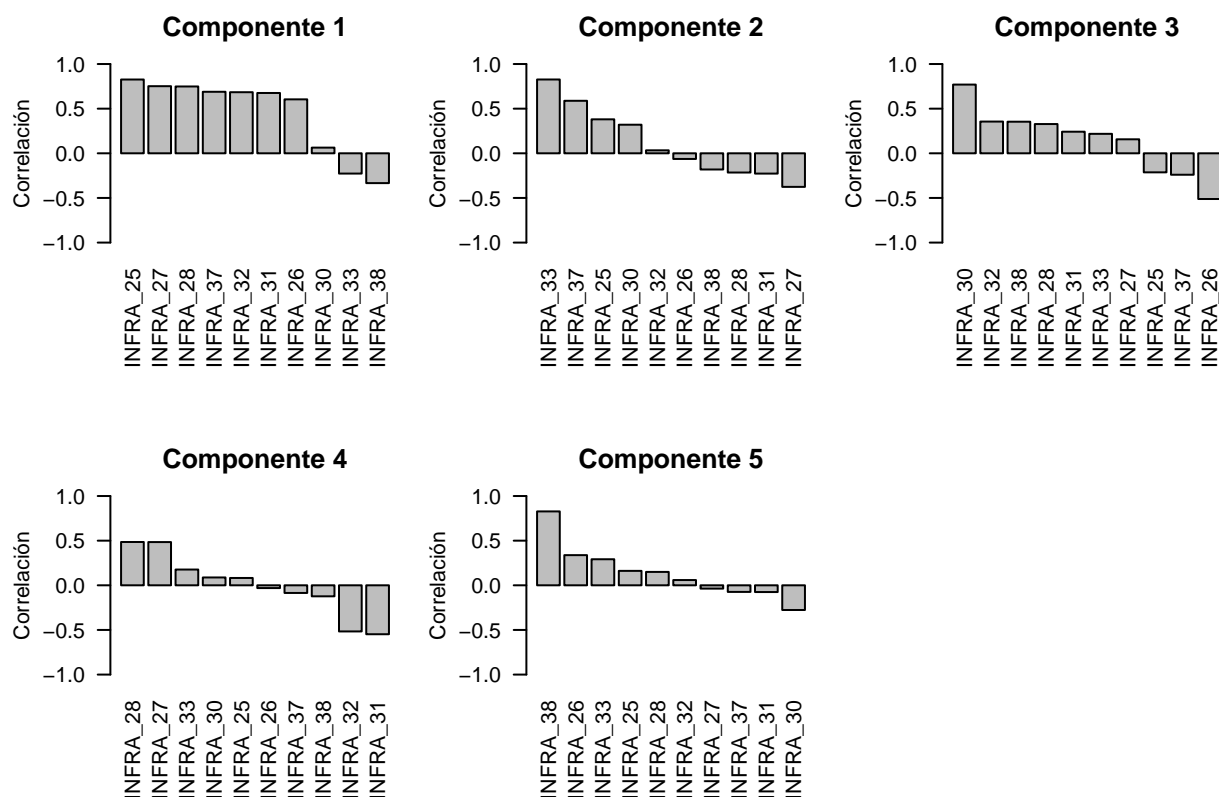 Componente 1
Correlación
1.0
0.5
0.0
−0.5
−1.0
INFRA_25
INFRA_27
INFRA_28
INFRA_37
INFRA_32
INFRA_31
INFRA_26
INFRA_30
INFRA_33
INFRA_38
Componente 2
Correlación
1.0
0.5
0.0
−0.5
−1.0
INFRA_33
INFRA_37
INFRA_25
INFRA_30
INFRA_32
INFRA_26
INFRA_38
INFRA_28
INFRA_31
INFRA_27
Componente 3
Correlación
1.0
0.5
0.0
−0.5
−1.0
INFRA_30
INFRA_32
INFRA_38
INFRA_28
INFRA_31
INFRA_33
INFRA_27
INFRA_25
INFRA_37
INFRA_26
Componente 4
Correlación
1.0
0.5
0.0
−0.5
−1.0
INFRA_28
INFRA_27
INFRA_33
INFRA_30
INFRA_25
INFRA_26
INFRA_37
INFRA_38
INFRA_32
INFRA_31
Componente 5
Correlación
1.0
0.5
0.0
−0.5
−1.0
INFRA_38
INFRA_26
INFRA_33
INFRA_25
INFRA_28
INFRA_32
INFRA_27
INFRA_37
INFRA_31
INFRA_30